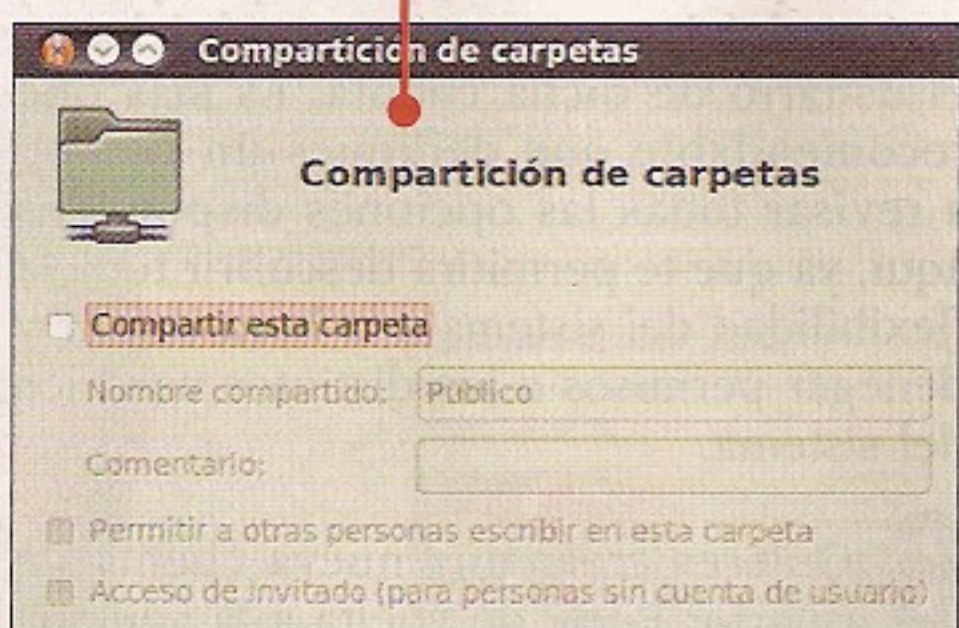 Compartición de carpetas
Compartición de carpetas
Compartir esta carpeta
Nombre compartido: Publico
Comentario:
Permitir a otras personas escribir en esta carpeta
Acceso de invitado (para personas sin cuenta de usuario)